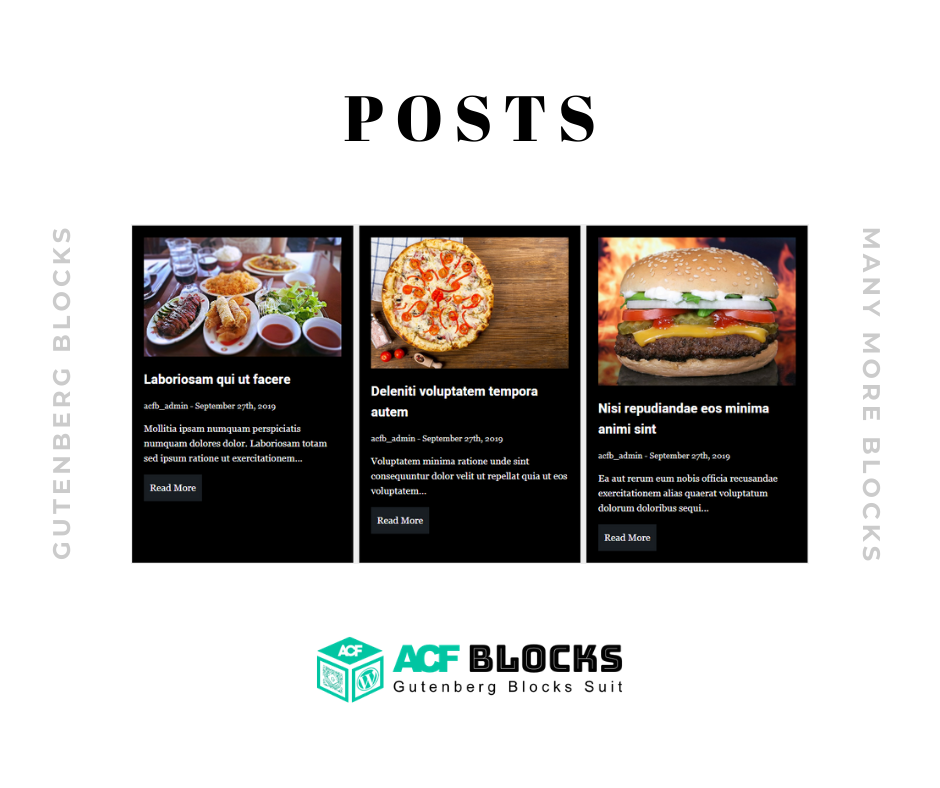 POSTS
GUTENBERG BLOCKS
Laboriosam qui ut facere
acfb_admin - September 27th, 2019
Mollitia ipsam numquam perspiciatis
numquam dolores dolor. Laboriosam totam
sed ipsum ratione ut exercitationem...
Read More
Deleniti voluptatem tempora
autem
acfb_admin - September 27th, 2019
Voluptatem minima ratione unde sint
consequuntur dolor velit ut repellat quia ut eos
voluptatem...
Read More
Nisi repudiandae eos minima
animi sint
acfb_admin - September 27th, 2019
Ea aut rerum eum nobis officia recusandae
exercitationem alias quaerat voluptatum
dolorum doloribus sequi...
Read More
MANY MORE BLOCKS
ACF
ACF BLOCKS
Gutenberg Blocks Suit